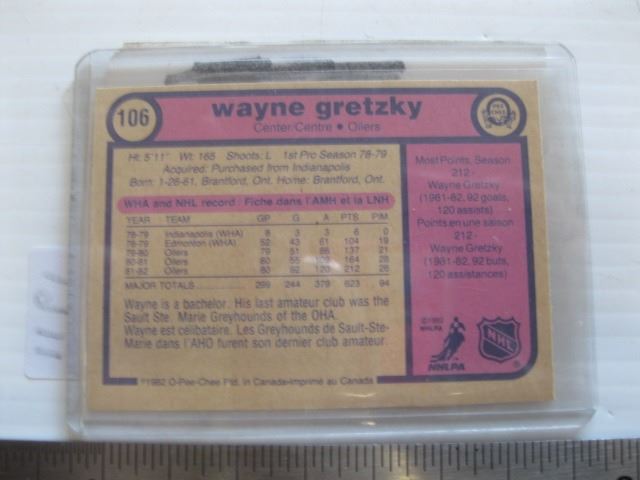 106
wayne gretzky
Center/Centre • Oilers
O-PEE-CHEE
Ht: 5'11" Wt: 165 Shoots: L 1st Pro Season 78-79
Acquired: Purchased from Indianapolis
Born: 1-26-61, Brantford, Ont. Home: Brantford, Ont.
WHA and NHL record / Fiche dans l'AMH et la LNH
YEAR TEAM GP G A PTS PIM
78-79 Indianapolis (WHA) 8 3 3 6 0
78-79 Edmonton (WHA) 52 43 61 104 19
79-80 Oilers 79 51 86 137 21
80-81 Oilers 80 55 109 164 28
81-82 Oilers 80 92 120 212 26
MAJOR TOTALS ........ 299 244 379 623 94
Wayne is a bachelor. His last amateur club was the
Sault Ste. Marie Greyhounds of the OHA.
Wayne est célibataire. Les Greyhounds de Sault-Ste-
Marie dans l'AHO furent son dernier club amateur.
*1982 O-Pee-Chee Ptd. in Canada-Imprimé au Canada
Most Points, Season
212 -
Wayne Gretzky
(1981-82, 92 goals,
120 assists)
Points en une saison
212 -
Wayne Gretzky
(1981-82, 92 buts,
120 assistances)
©1982
NHLPA
NHLPA
NHL